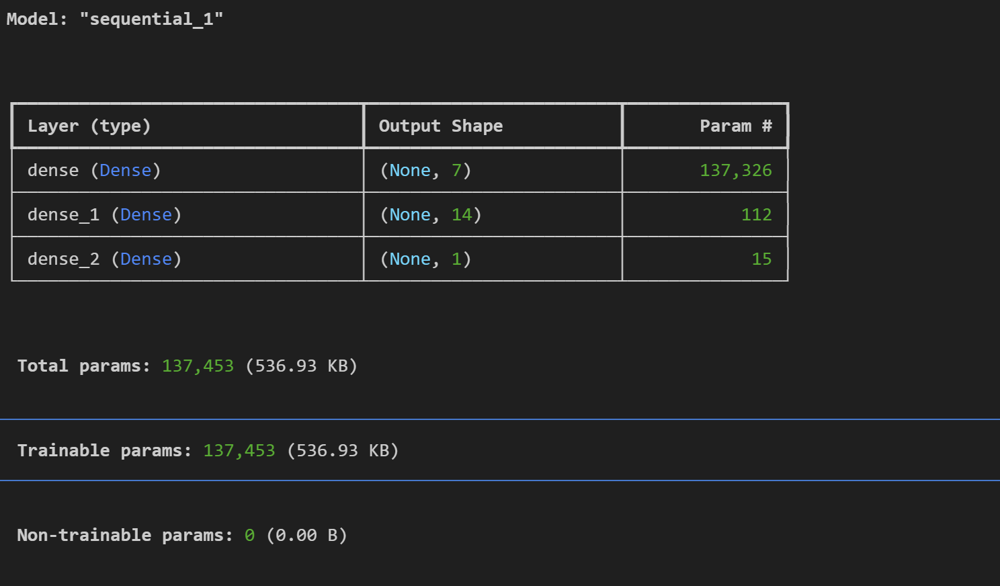 Model: "sequential_1"
Layer (type) Output Shape Param #
dense (Dense) (None, 7) 137,326
dense_1 (Dense) (None, 14) 112
dense_2 (Dense) (None, 1) 15
Total params: 137,453 (536.93 KB)
Trainable params: 137,453 (536.93 KB)
Non-trainable params: 0 (0.00 B)